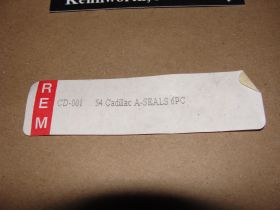 Kenilworth,
REM
CD-001 54 Cadillac A-SEALS 6PC